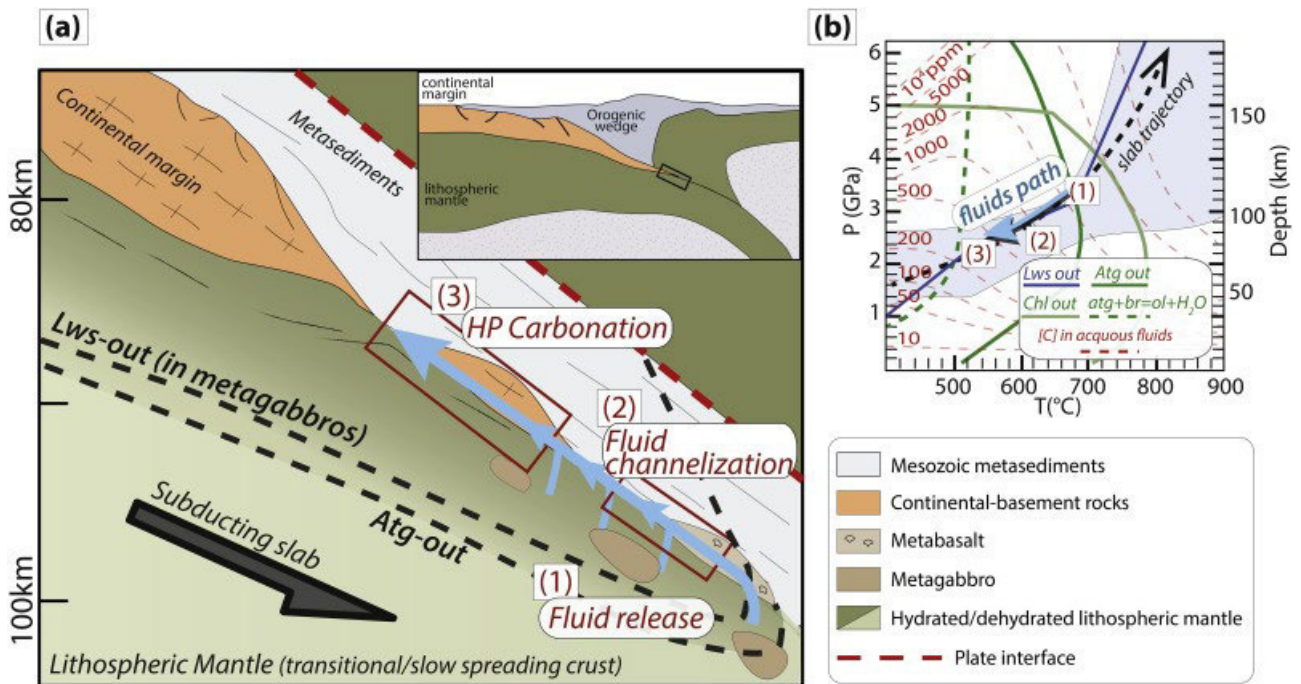 (a)
continental
margin
Orogenic
wedge
lithospheric
mantle
Continental margin
Metasediments
80km
(3)
HP Carbonation
Lws-out (in metagabbros)
Atg-out
(2)
Fluid
channelization
Subducting slab
(1)
Fluid release
100km
Lithospheric Mantle (transitional/slow spreading crust)
(b)
6
5
4
3
2
1
P (GPa)
10⁴ppm
5000
2000
1000
500
200
100
50
10
slab trajectory
fluids path
(1)
(2)
(3)
Lws out
Atg out
Chl out
atg+br=ol+H₂O
[C] in acquous fluids
150
100
50
Depth (km)
500 600 700 800 900
T(°C)
Mesozoic metasediments
Continental-basement rocks
Metabasalt
Metagabbro
Hydrated/dehydrated lithospheric mantle
Plate interface